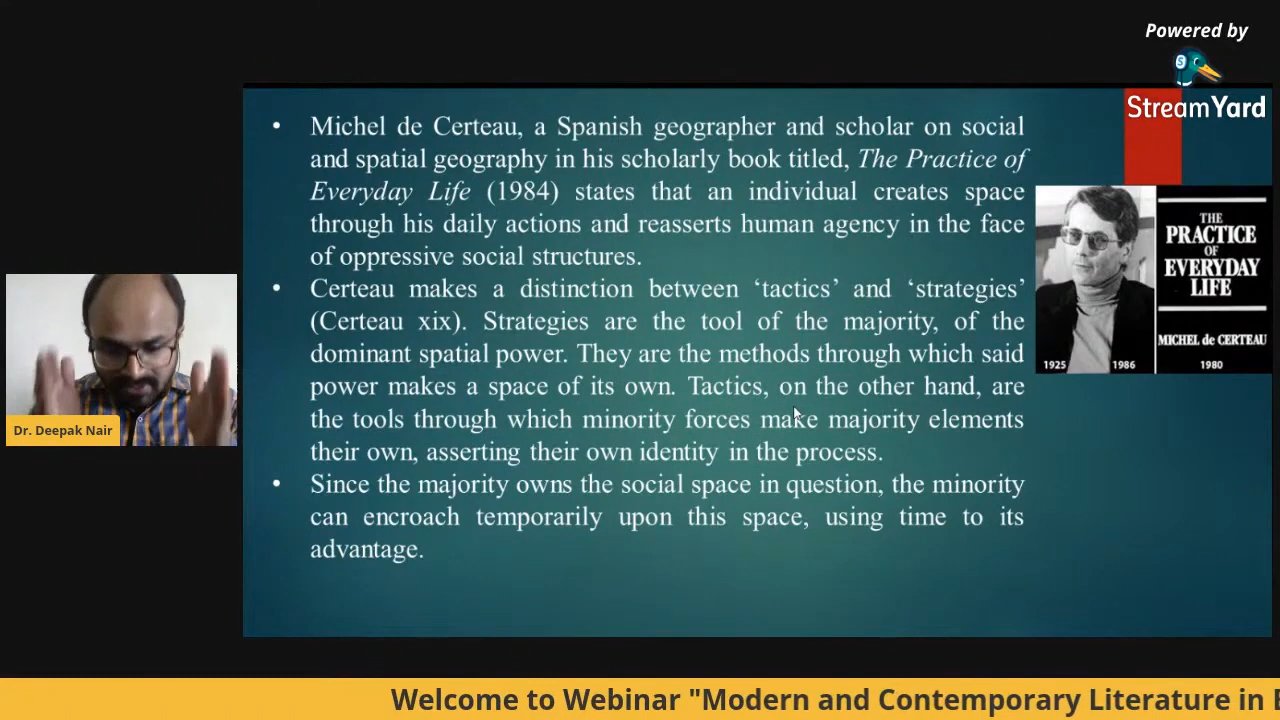 Powered by
StreamYard
• Michel de Certeau, a Spanish geographer and scholar on social
and spatial geography in his scholarly book titled, The Practice of
Everyday Life (1984) states that an individual creates space
through his daily actions and reasserts human agency in the face
of oppressive social structures.
• Certeau makes a distinction between ‘tactics’ and ‘strategies’
(Certeau xix). Strategies are the tool of the majority, of the
dominant spatial power. They are the methods through which said
power makes a space of its own. Tactics, on the other hand, are
the tools through which minority forces make majority elements
their own, asserting their own identity in the process.
• Since the majority owns the social space in question, the minority
can encroach temporarily upon this space, using time to its
advantage.
THE
PRACTICE
OF
EVERYDAY
LIFE
MICHEL de CERTEAU
1925 1986 1980
Dr. Deepak Nair
Welcome to Webinar "Modern and Contemporary Literature in